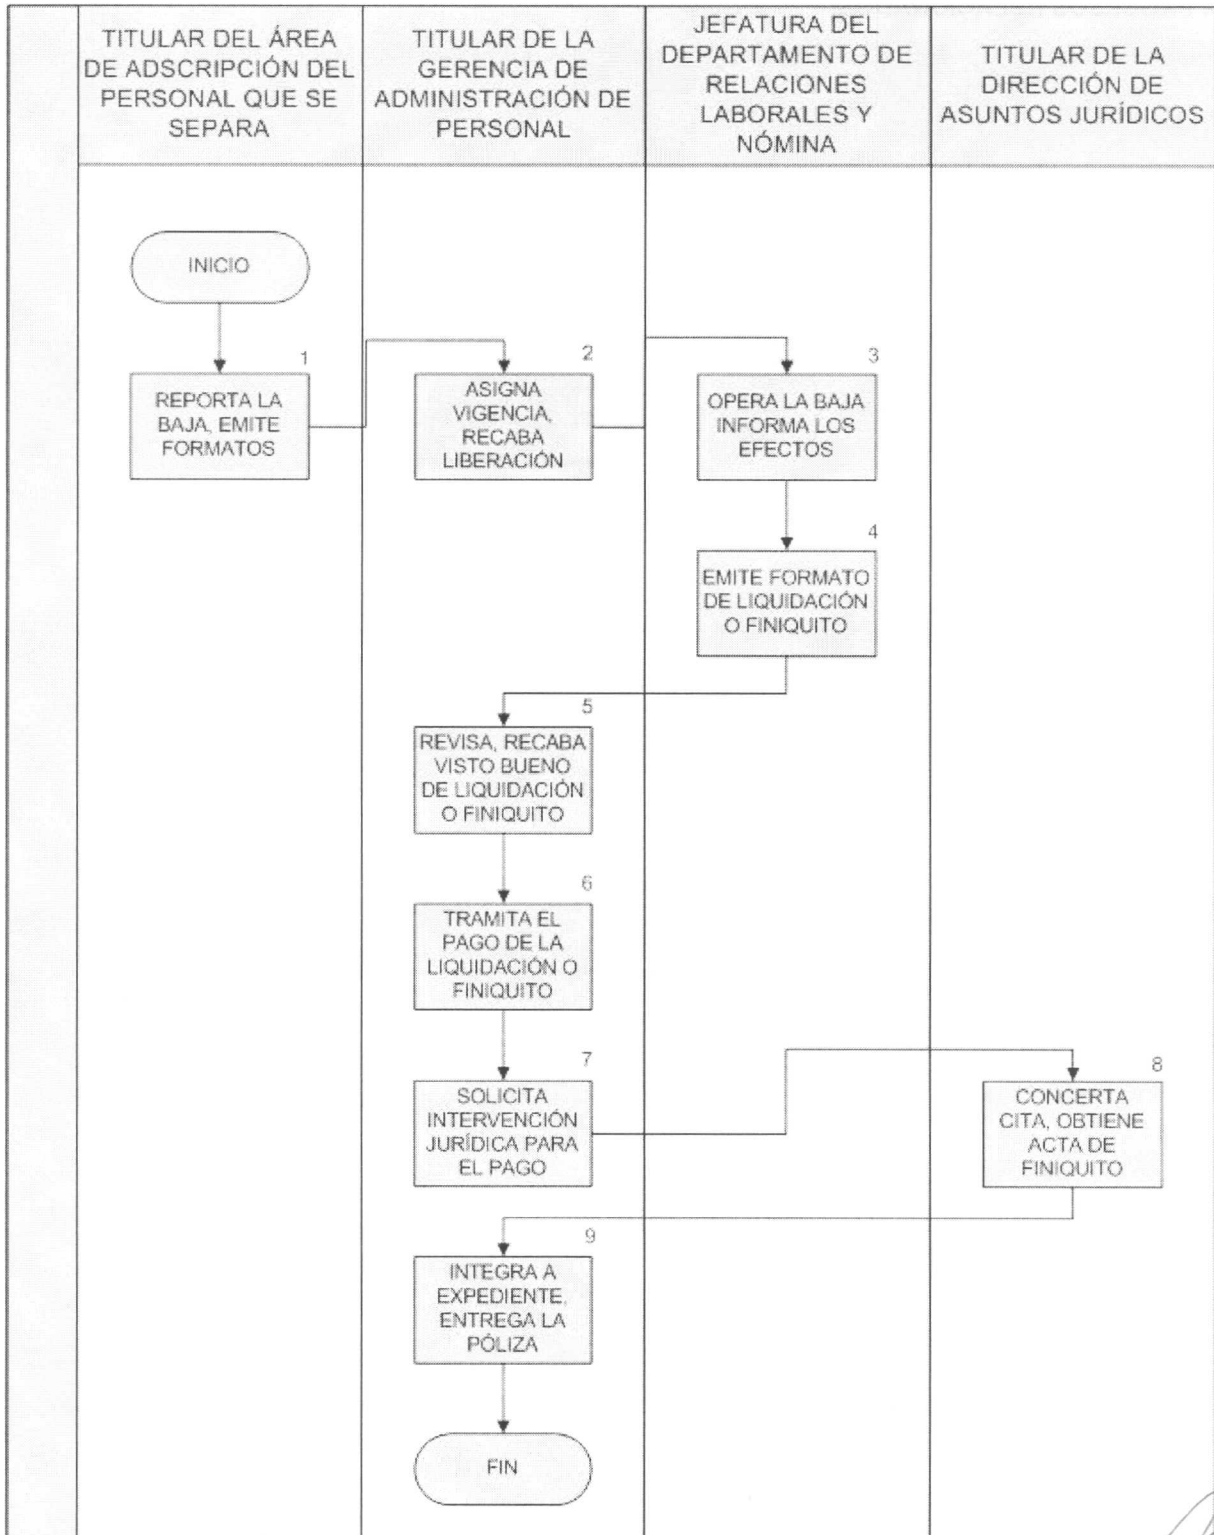 TITULAR DEL ÁREA
DE ADSCRIPCIÓN DEL
PERSONAL QUE SE
SEPARA
TITULAR DE LA
GERENCIA DE
ADMINISTRACIÓN DE
PERSONAL
JEFATURA DEL
DEPARTAMENTO DE
RELACIONES
LABORALES Y
NÓMINA
TITULAR DE LA
DIRECCIÓN DE
ASUNTOS JURÍDICOS
INICIO
1
REPORTA LA
BAJA, EMITE
FORMATOS
2
ASIGNA
VIGENCIA,
RECABA
LIBERACIÓN
3
OPERA LA BAJA
INFORMA LOS
EFECTOS
4
EMITE FORMATO
DE LIQUIDACIÓN
O FINIQUITO
5
REVISA, RECABA
VISTO BUENO
DE LIQUIDACIÓN
O FINIQUITO
6
TRAMITA EL
PAGO DE LA
LIQUIDACIÓN O
FINIQUITO
7
SOLICITA
INTERVENCIÓN
JURÍDICA PARA
EL PAGO
8
CONCERTA
CITA, OBTIENE
ACTA DE
FINIQUITO
9
INTEGRA A
EXPEDIENTE,
ENTREGA LA
PÓLIZA
FIN